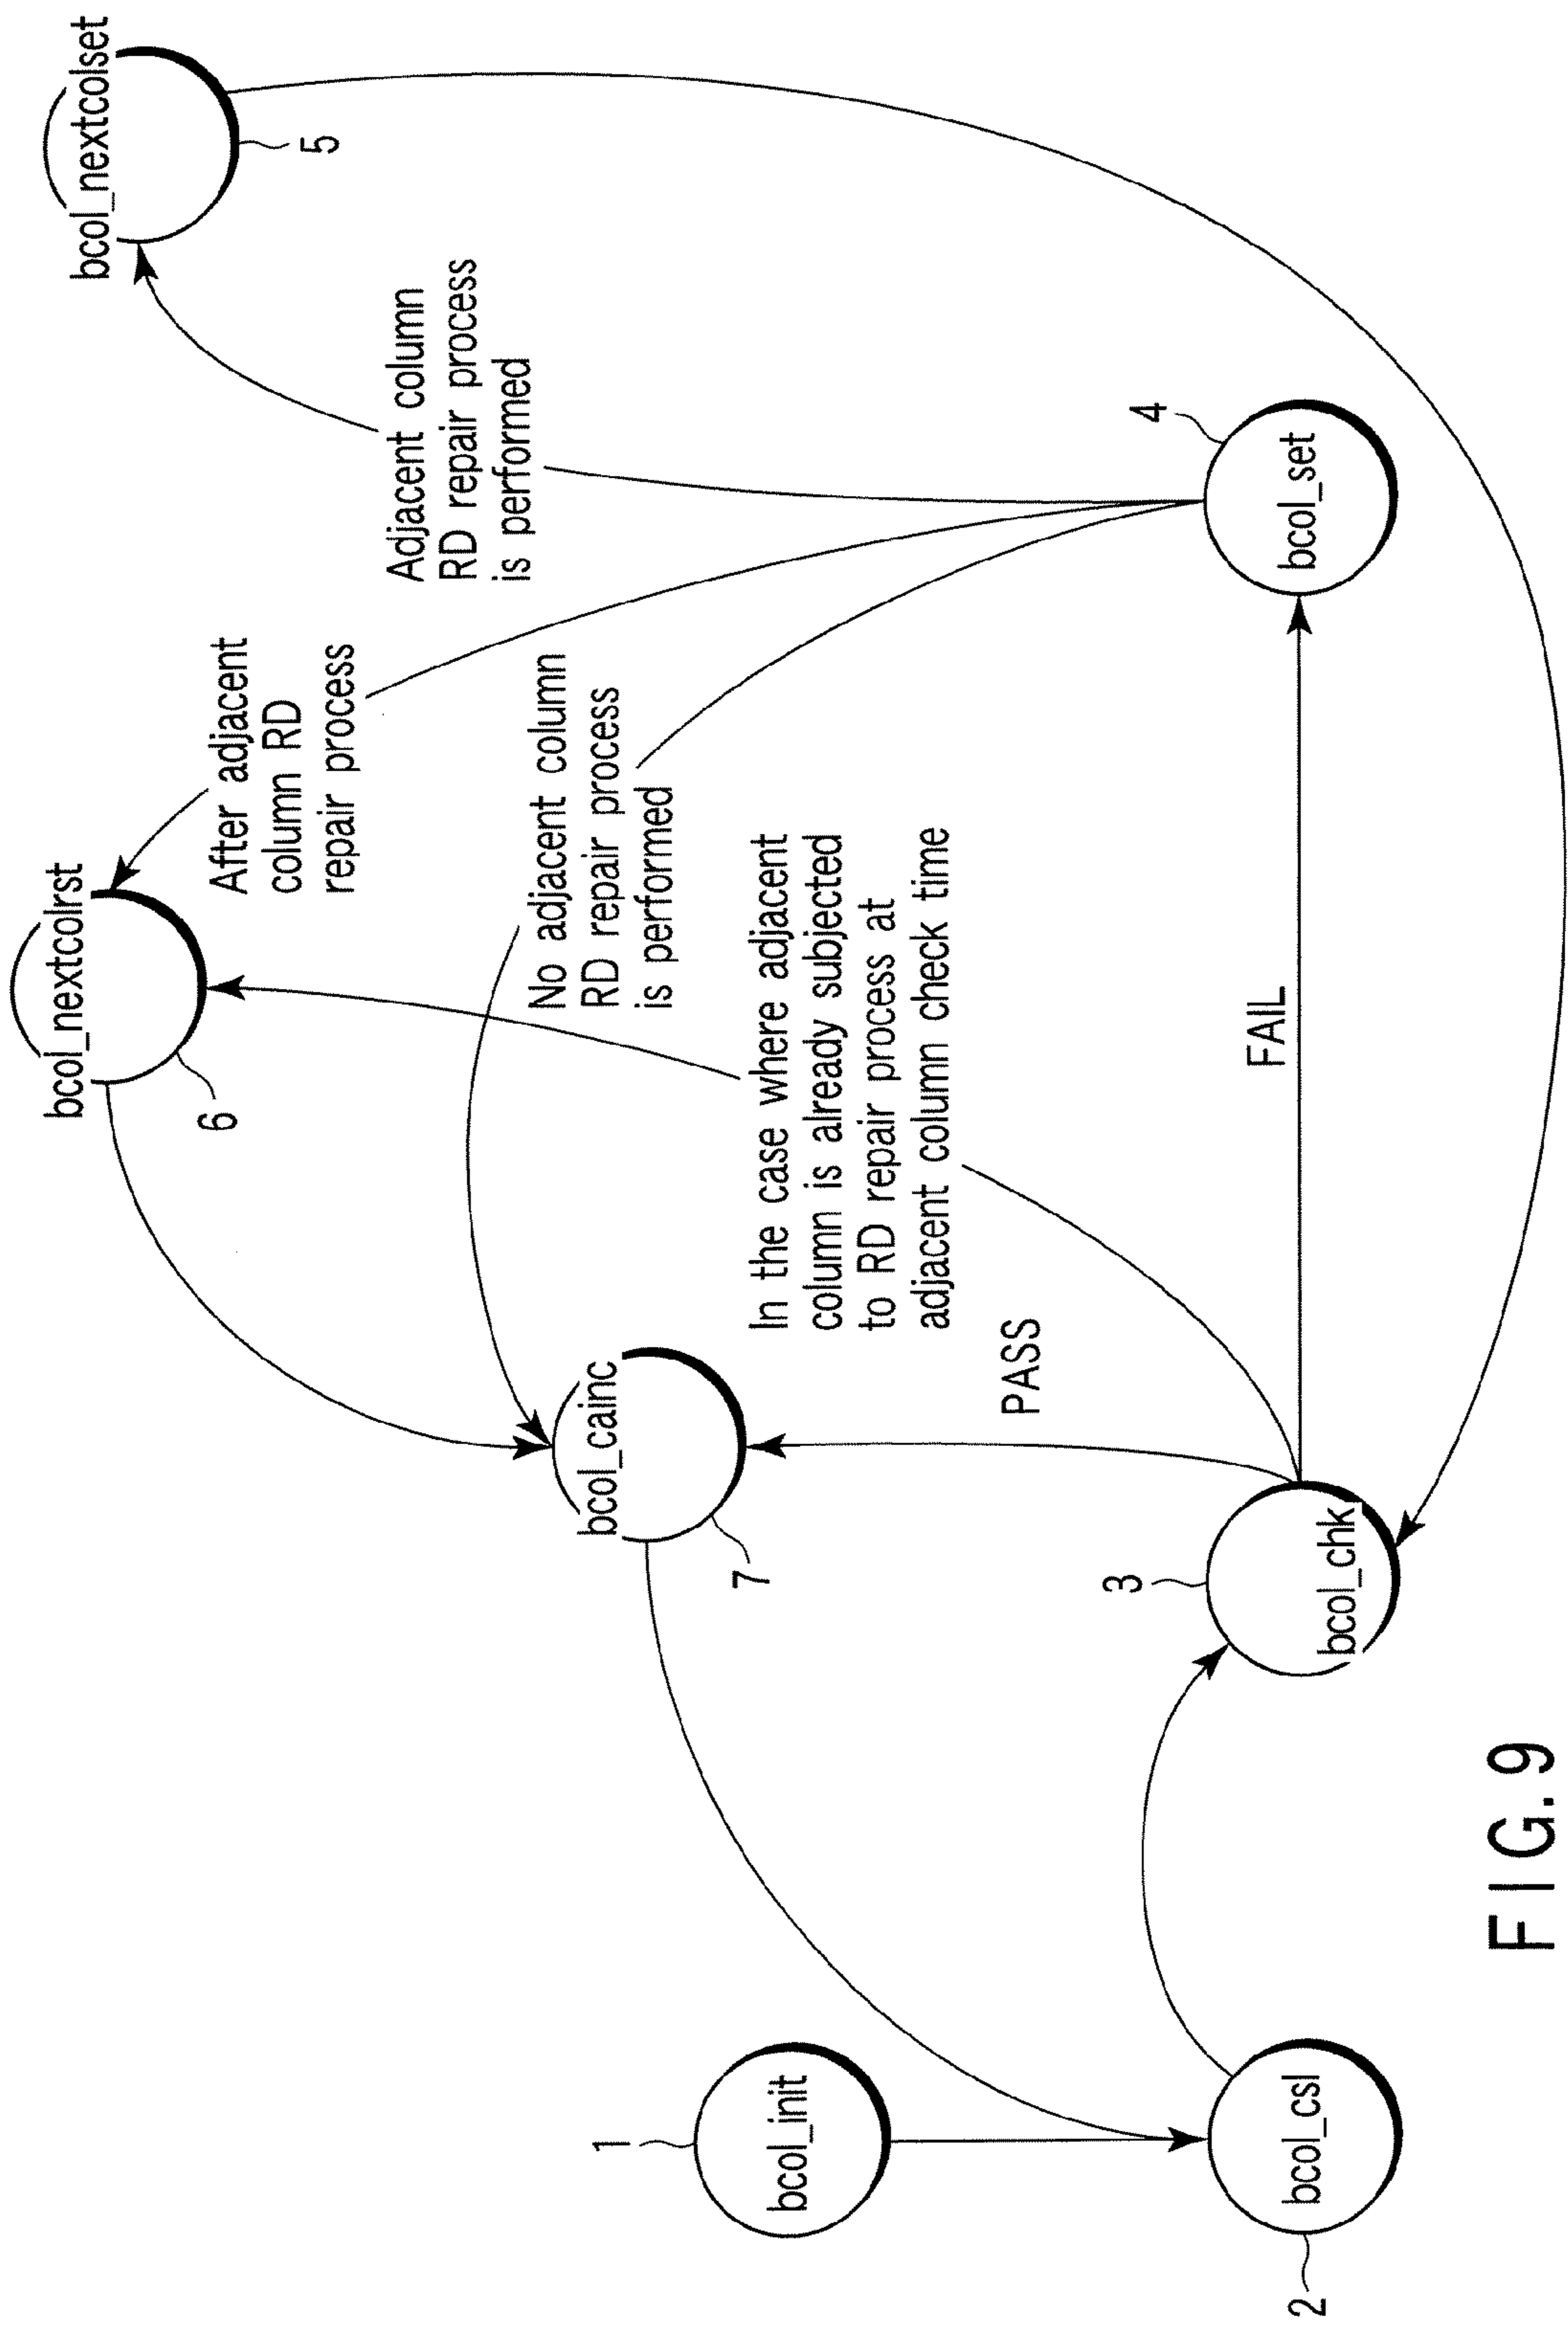 bcol_nextcolrst
6
bcol_nextcolset
5
After adjacent
column RD
repair process
Adjacent column
RD repair process
is performed
No adjacent column
RD repair process
is performed
bcol_cainc
7
In the case where adjacent
column is already subjected
to RD repair process at
adjacent column check time
PASS
1
bcol_init
3
bcol_chk
FAIL
4
bcol_set
2
bcol_csl
FIG.9